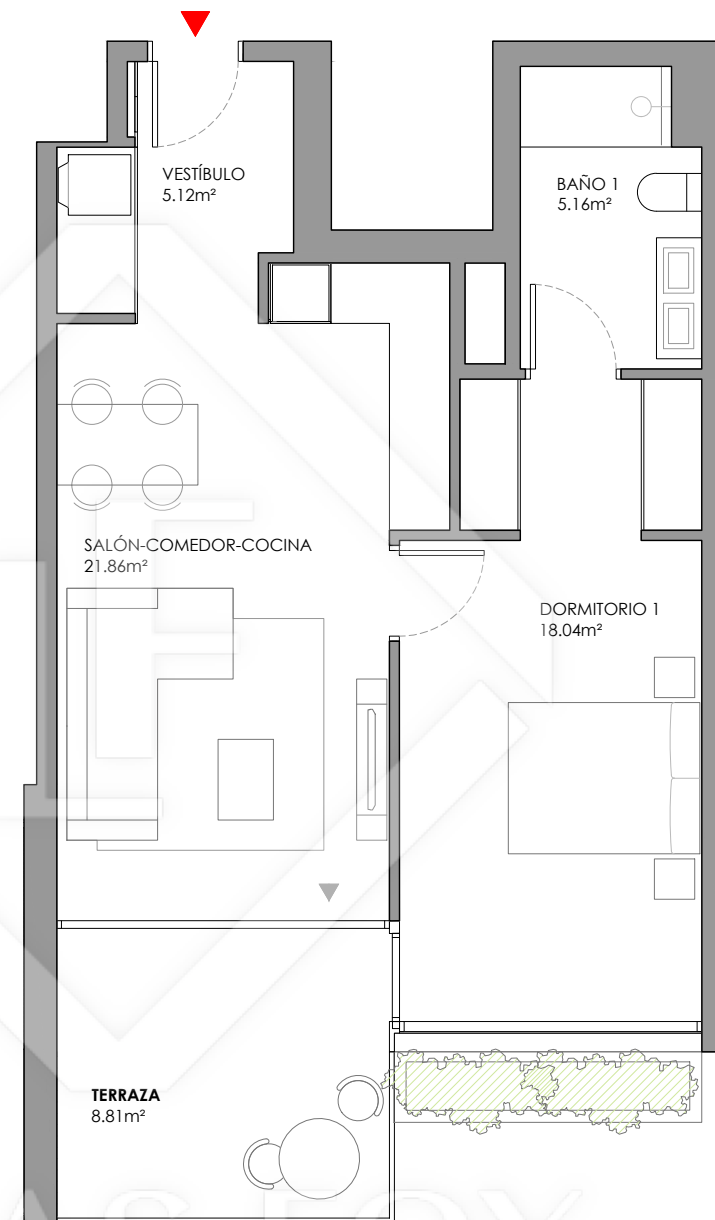 VESTÍBULO
5.12m²
BAÑO 1
5.16m²
SALÓN-COMEDOR-COCINA
21.86m²
DORMITORIO 1
18.04m²
TERRAZA
8.81m²